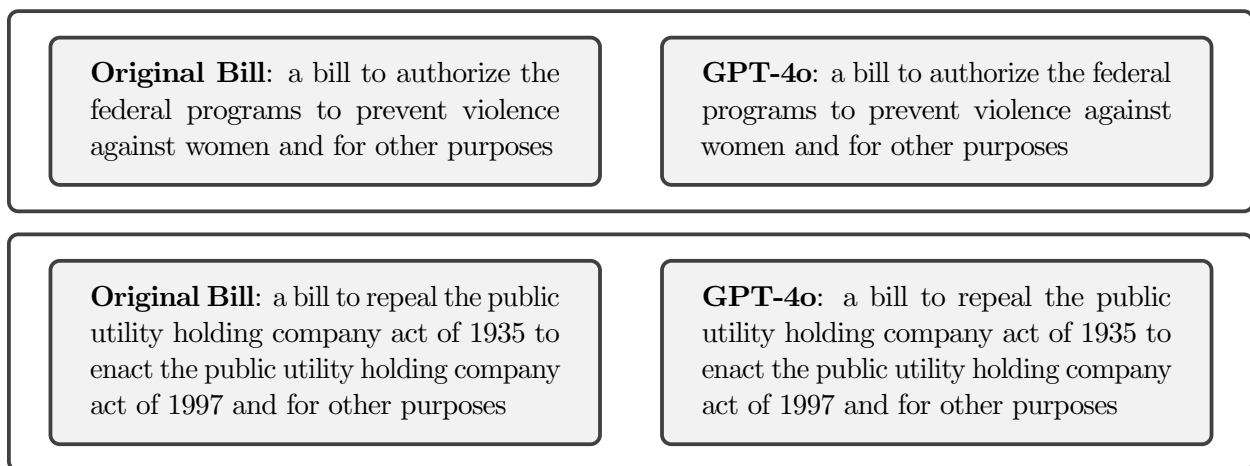 Original Bill: a bill to authorize the
federal programs to prevent violence
against women and for other purposes
GPT-4o: a bill to authorize the federal
programs to prevent violence against
women and for other purposes
Original Bill: a bill to repeal the public
utility holding company act of 1935 to
enact the public utility holding company
act of 1997 and for other purposes
GPT-4o: a bill to repeal the public
utility holding company act of 1935 to
enact the public utility holding company
act of 1997 and for other purposes